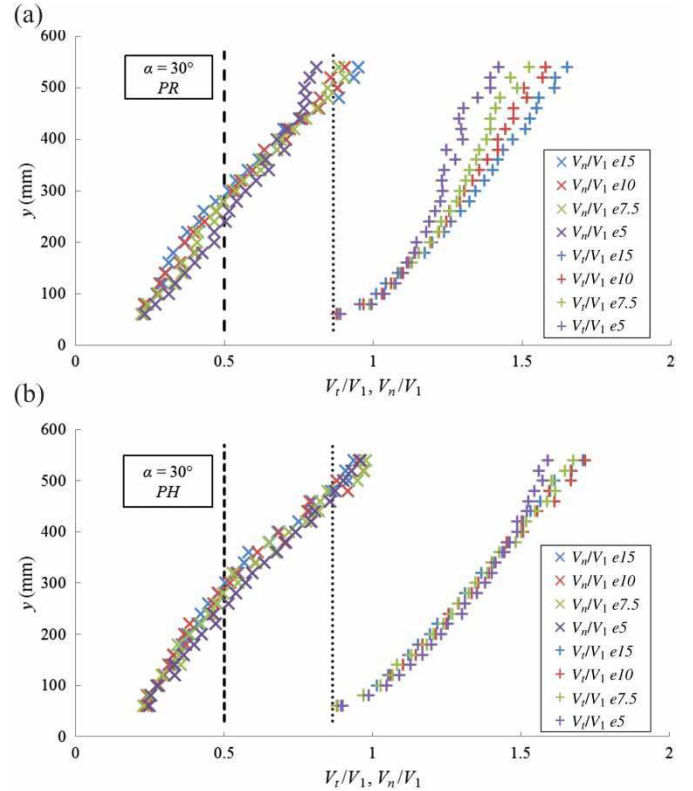 (a)
600
500
400
300
200
100
0
y (mm)
α = 30°
PR
Vn/V1 e15
Vn/V1 e10
Vn/V1 e7.5
Vn/V1 e5
Vt/V1 e15
Vt/V1 e10
Vt/V1 e7.5
Vt/V1 e5
0 0.5 1 1.5 2
Vt/V1, Vn/V1
(b)
600
500
400
300
200
100
0
y (mm)
α = 30°
PH
Vn/V1 e15
Vn/V1 e10
Vn/V1 e7.5
Vn/V1 e5
Vt/V1 e15
Vt/V1 e10
Vt/V1 e7.5
Vt/V1 e5
0 0.5 1 1.5 2
Vt/V1, Vn/V1